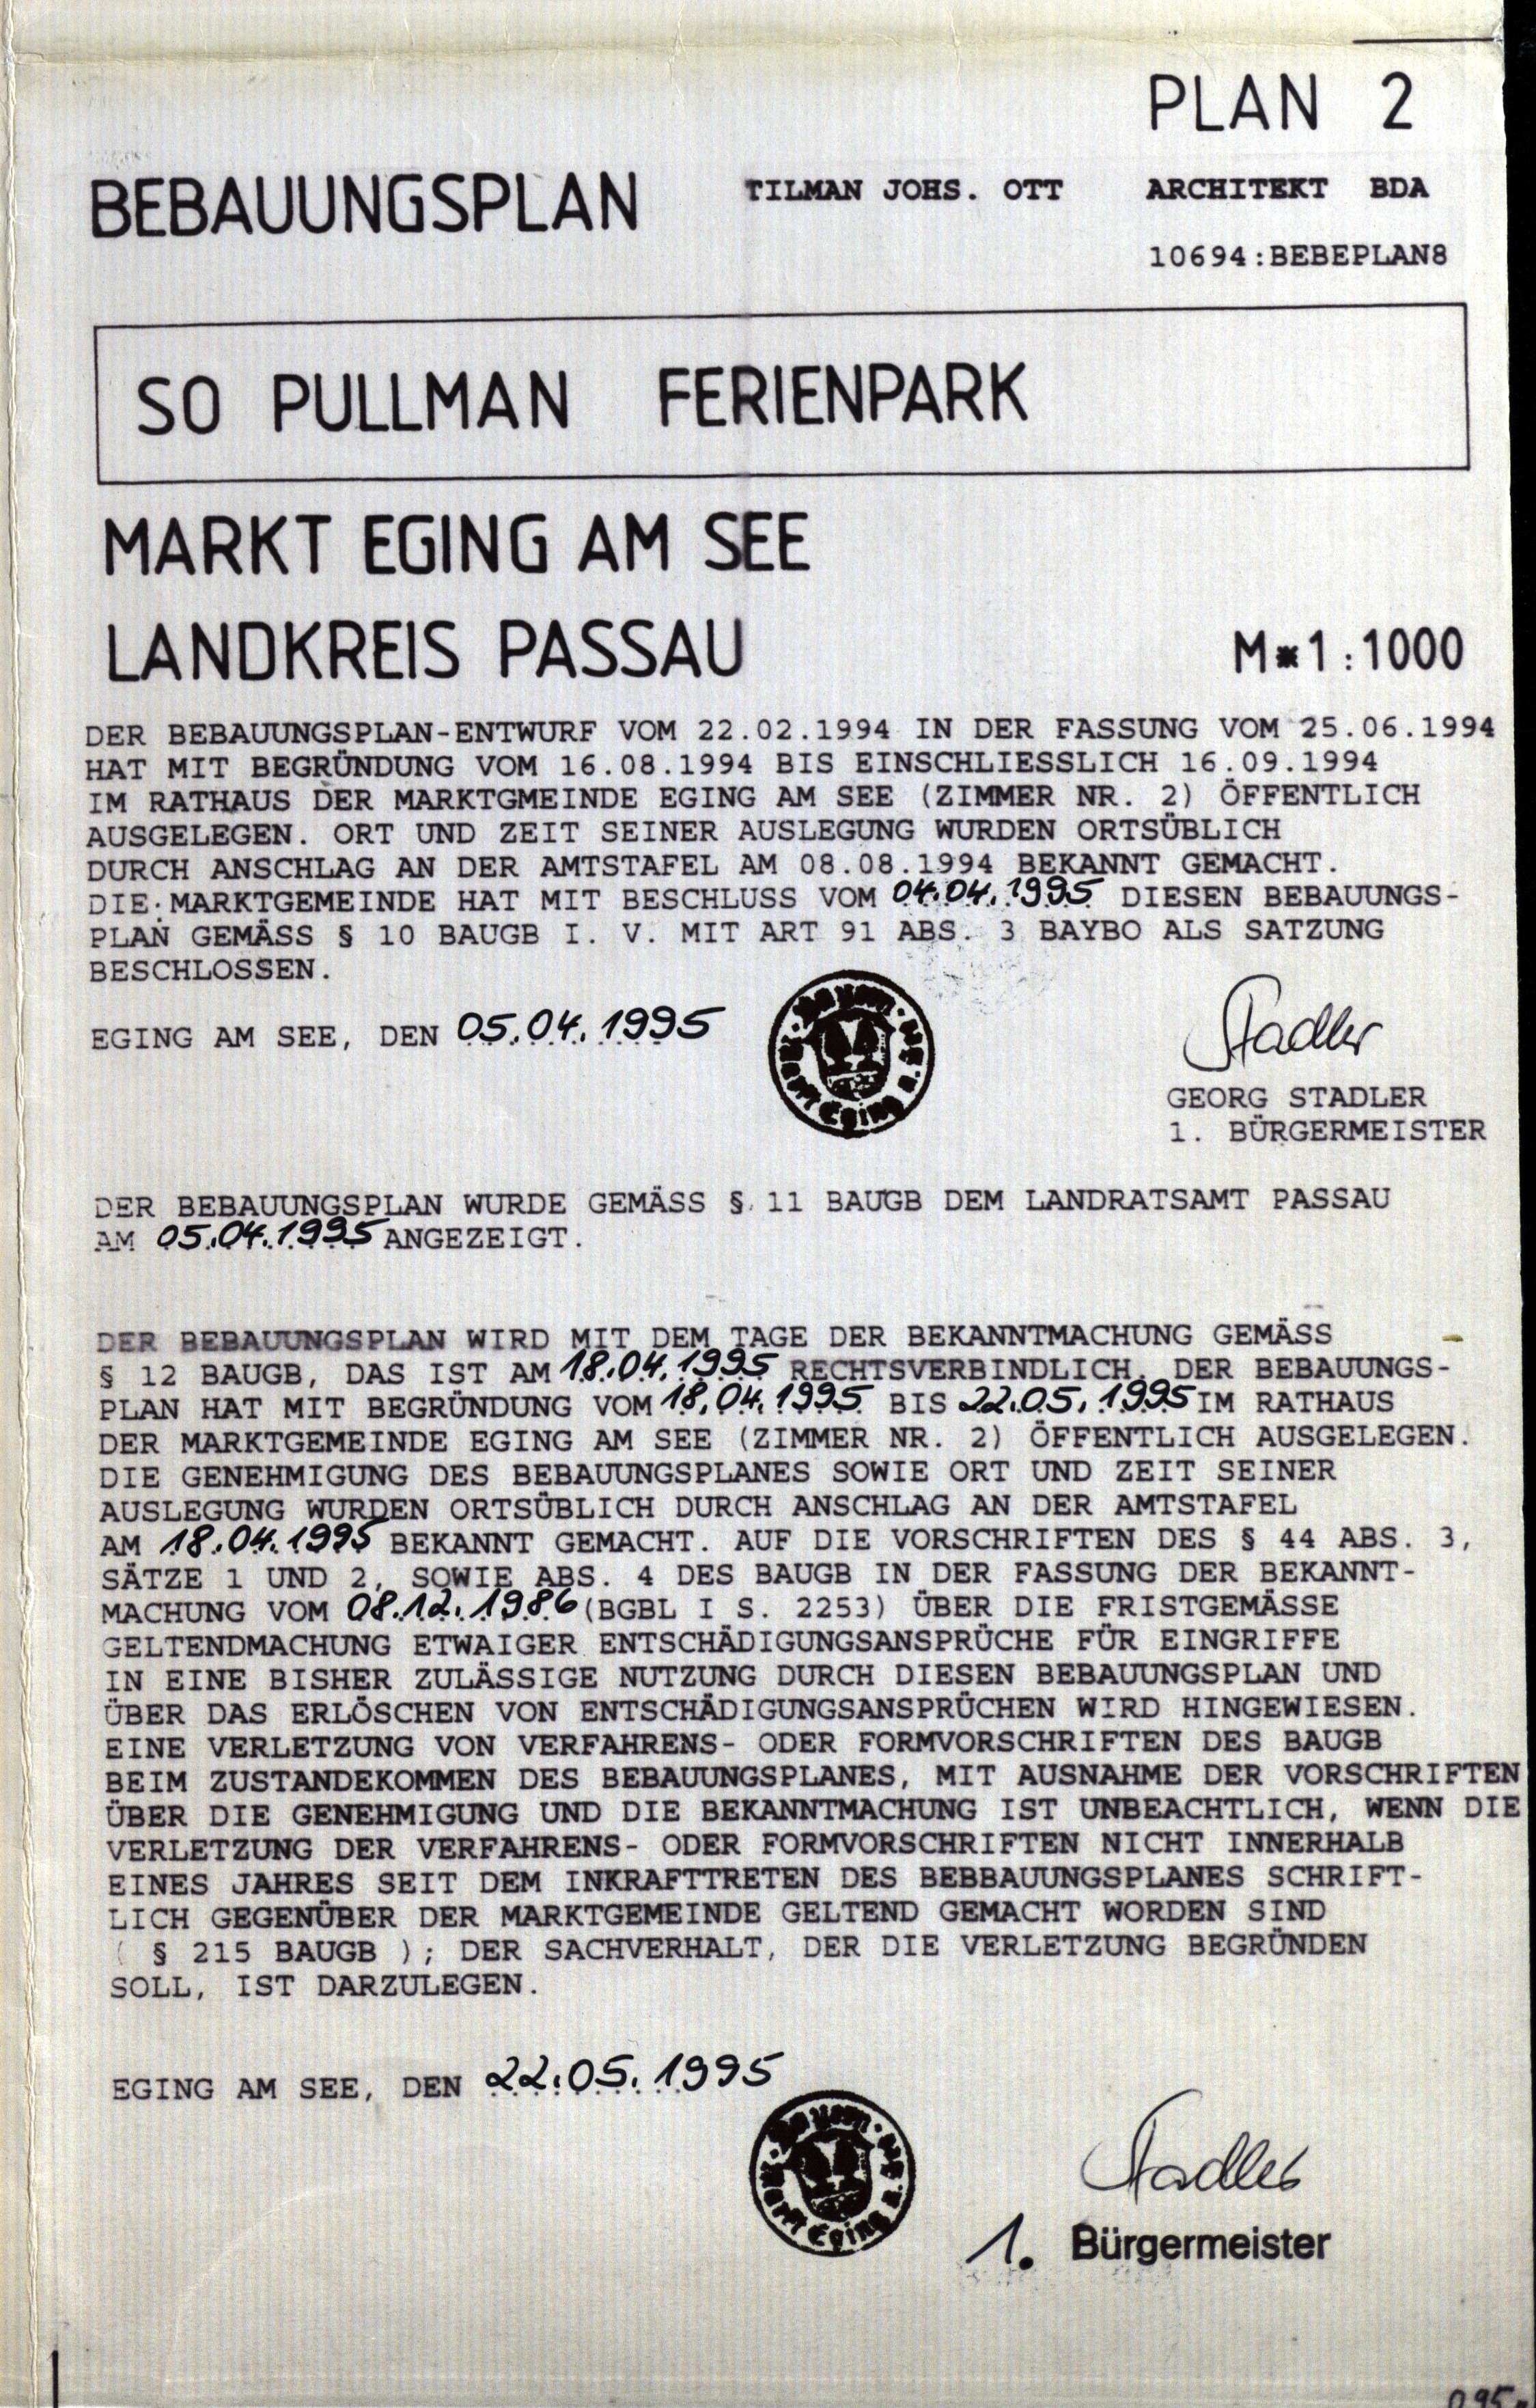 PLAN 2
BEBAUUNGSPLAN TILMAN JOHS. OTT ARCHITEKT BDA
10694:BEBEPLAN8
SO PULLMAN FERIENPARK
MARKT EGING AM SEE
LANDKREIS PASSAU M*1:1000
DER BEBAUUNGSPLAN-ENTWURF VOM 22.02.1994 IN DER FASSUNG VOM 25.06.1994
HAT MIT BEGRÜNDUNG VOM 16.08.1994 BIS EINSCHLIESSLICH 16.09.1994
IM RATHAUS DER MARKTGMEINDE EGING AM SEE (ZIMMER NR. 2) ÖFFENTLICH
AUSGELEGEN. ORT UND ZEIT SEINER AUSLEGUNG WURDEN ORTSÜBLICH
DURCH ANSCHLAG AN DER AMTSTAFEL AM 08.08.1994 BEKANNT GEMACHT.
DIE MARKTGEMEINDE HAT MIT BESCHLUSS VOM 04.04.1995 DIESEN BEBAUUNGS-
PLAN GEMÄSS § 10 BAUGB I. V. MIT ART 91 ABS. 3 BAYBO ALS SATZUNG
BESCHLOSSEN.
EGING AM SEE, DEN 05.04.1995
Stadler
GEORG STADLER
1. BÜRGERMEISTER
DER BEBAUUNGSPLAN WURDE GEMÄSS § 11 BAUGB DEM LANDRATSAMT PASSAU
AM 05.04.1995 ANGEZEIGT.
DER BEBAUUNGSPLAN WIRD MIT DEM TAGE DER BEKANNTMACHUNG GEMÄSS
§ 12 BAUGB, DAS IST AM 18.04.1995 RECHTSVERBINDLICH. DER BEBAUUNGS-
PLAN HAT MIT BEGRÜNDUNG VOM 18.04.1995 BIS 22.05.1995 IM RATHAUS
DER MARKTGEMEINDE EGING AM SEE (ZIMMER NR. 2) ÖFFENTLICH AUSGELEGEN.
DIE GENEHMIGUNG DES BEBAUUNGSPLANES SOWIE ORT UND ZEIT SEINER
AUSLEGUNG WURDEN ORTSÜBLICH DURCH ANSCHLAG AN DER AMTSTAFEL
AM 18.04.1995 BEKANNT GEMACHT. AUF DIE VORSCHRIFTEN DES § 44 ABS. 3,
SÄTZE 1 UND 2, SOWIE ABS. 4 DES BAUGB IN DER FASSUNG DER BEKANNT-
MACHUNG VOM 08.12.1986 (BGBL I S. 2253) ÜBER DIE FRISTGEMÄSSE
GELTENDMACHUNG ETWAIGER ENTSCHÄDIGUNGSANSPRÜCHE FÜR EINGRIFFE
IN EINE BISHER ZULÄSSIGE NUTZUNG DURCH DIESEN BEBAUUNGSPLAN UND
ÜBER DAS ERLÖSCHEN VON ENTSCHÄDIGUNGSANSPRÜCHEN WIRD HINGEWIESEN.
EINE VERLETZUNG VON VERFAHRENS- ODER FORMVORSCHRIFTEN DES BAUGB
BEIM ZUSTANDEKOMMEN DES BEBAUUNGSPLANES, MIT AUSNAHME DER VORSCHRIFTEN
ÜBER DIE GENEHMIGUNG UND DIE BEKANNTMACHUNG IST UNBEACHTLICH, WENN DIE
VERLETZUNG DER VERFAHRENS- ODER FORMVORSCHRIFTEN NICHT INNERHALB
EINES JAHRES SEIT DEM INKRAFTTRETEN DES BEBBAUUNGSPLANES SCHRIFT-
LICH GEGENÜBER DER MARKTGEMEINDE GELTEND GEMACHT WORDEN SIND
( § 215 BAUGB ); DER SACHVERHALT, DER DIE VERLETZUNG BEGRÜNDEN
SOLL, IST DARZULEGEN.
EGING AM SEE, DEN 22.05.1995
Stadler
1. Bürgermeister